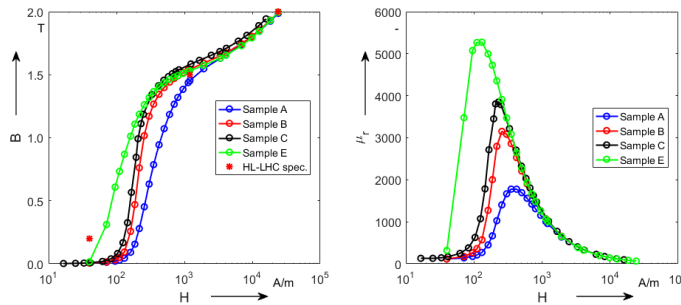 2.0
T
1.5
1.0
0.5
0.0
B
Sample A
Sample B
Sample C
Sample E
HL-LHC spec.
10^1
10^2
10^3
10^4
10^5
A/m
H
6000
-
5000
4000
3000
2000
1000
0
μr
Sample A
Sample B
Sample C
Sample E
10^1
10^2
10^3
10^4
10^5
A/m
H